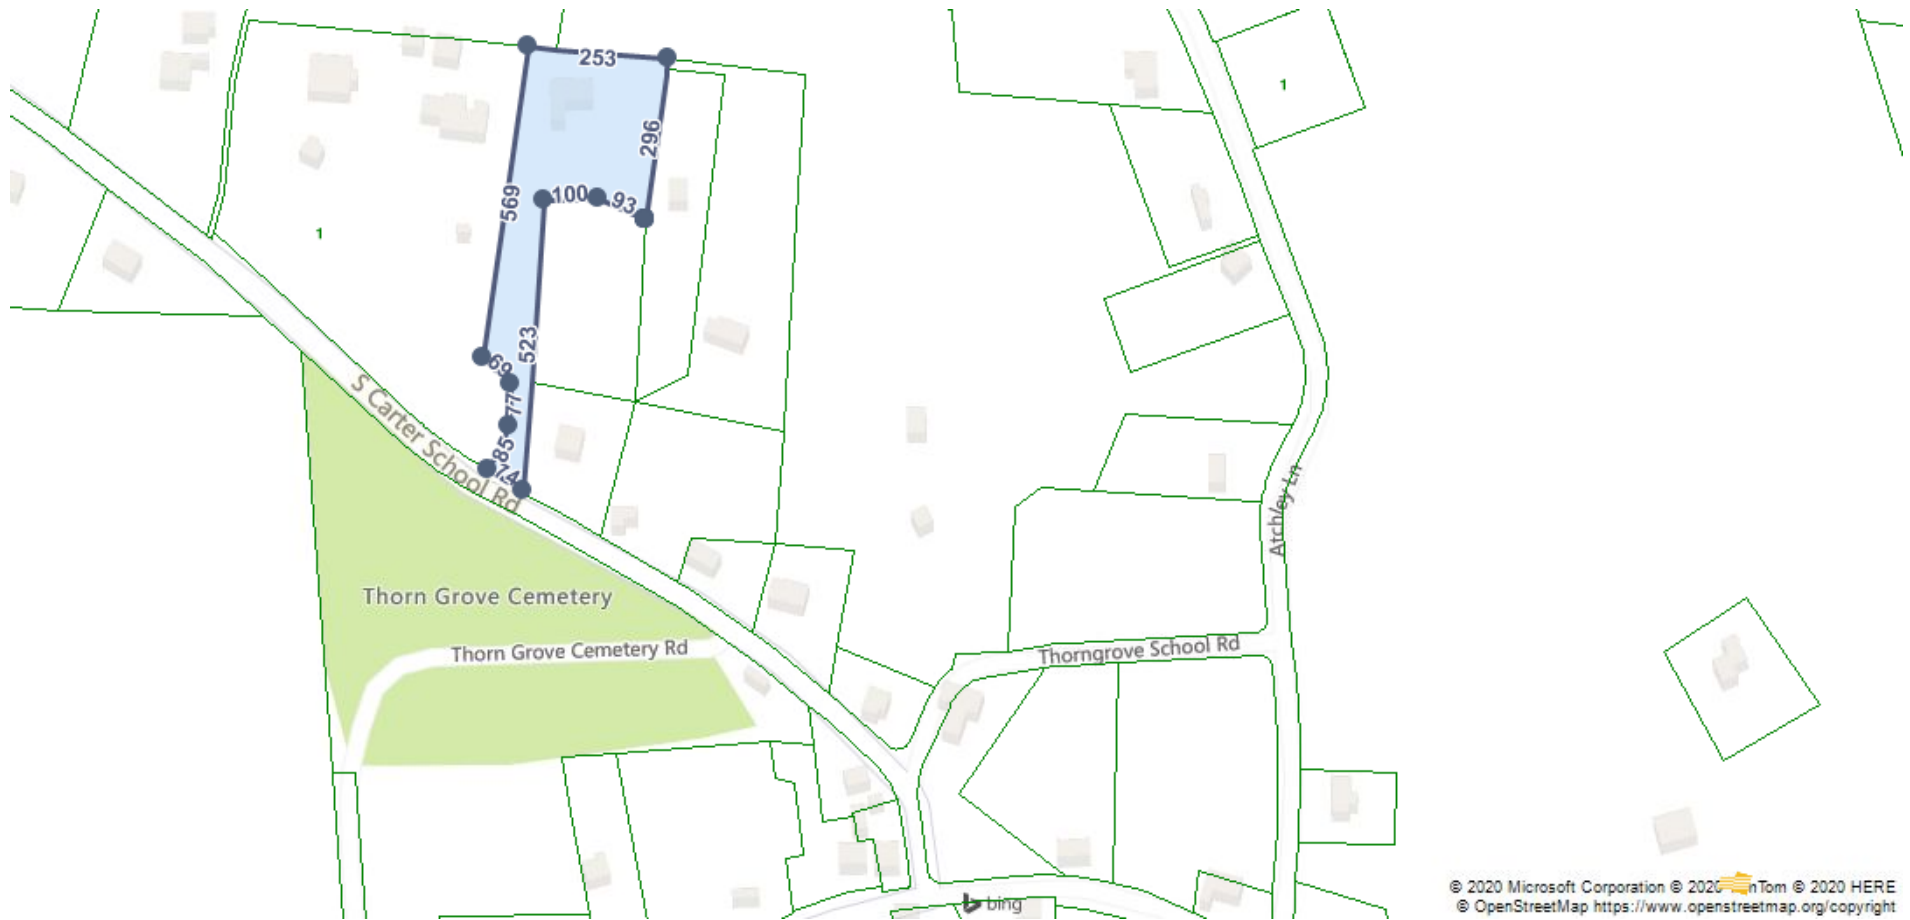 253
1
296
100
93
569
1
523
69
77
S Carter School Rd
85
74
Atchley Ln
Thorn Grove Cemetery
Thorn Grove Cemetery Rd
Thorngrove School Rd
bing
© 2020 Microsoft Corporation © 2020 Tom © 2020 HERE
© OpenStreetMap https://www.openstreetmap.org/copyright